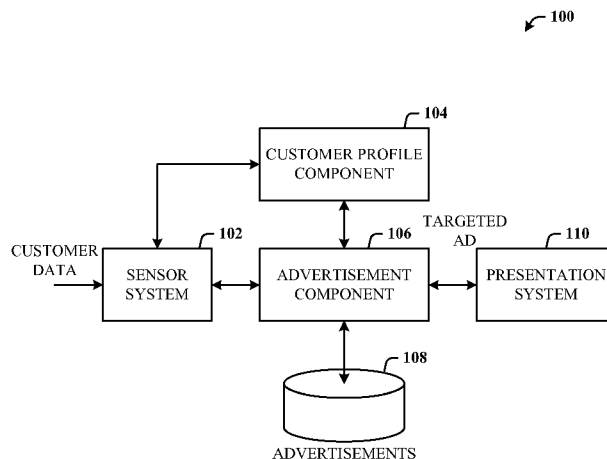 100
104
CUSTOMER PROFILE
COMPONENT
CUSTOMER
DATA
102
SENSOR
SYSTEM
106
ADVERTISEMENT
COMPONENT
TARGETED
AD
110
PRESENTATION
SYSTEM
108
ADVERTISEMENTS